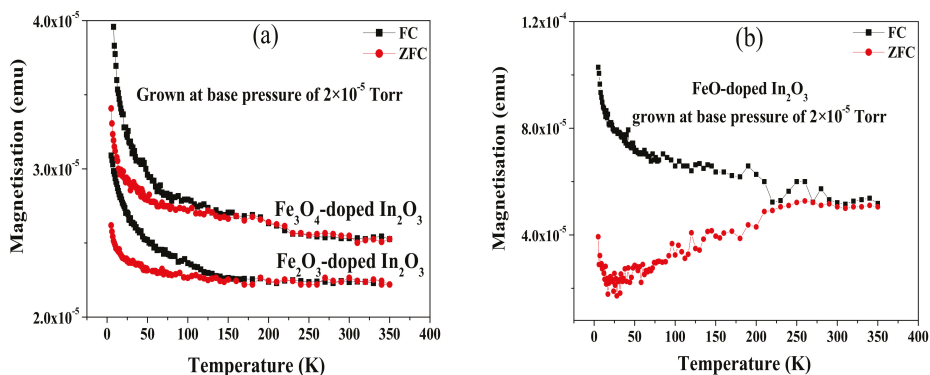 4.0x10⁻⁵
3.0x10⁻⁵
2.0x10⁻⁵
Magnetisation (emu)
(a)
FC
ZFC
Grown at base pressure of 2×10⁻⁵ Torr
Fe₃O₄-doped In₂O₃
Fe₂O₃-doped In₂O₃
0 50 100 150 200 250 300 350 400
Temperature (K)
1.2x10⁻⁴
8.0x10⁻⁵
4.0x10⁻⁵
Magnetisation (emu)
(b)
FC
ZFC
FeO-doped In₂O₃
grown at base pressure of 2×10⁻⁵ Torr
0 50 100 150 200 250 300 350 400
Temperature (K)